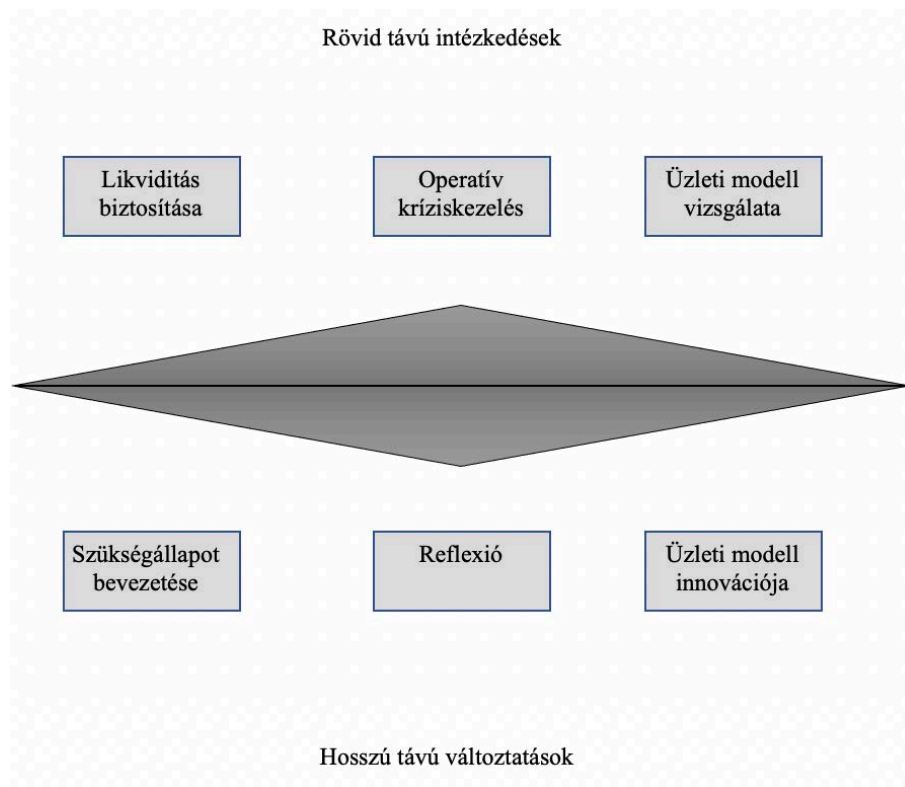 Rövid távú intézkedések
Likviditás
biztosítása
Operatív
kríziskezelés
Üzleti modell
vizsgálata
Szükségállapot
bevezetése
Reflexió
Üzleti modell
innovációja
Hosszú távú változtatások